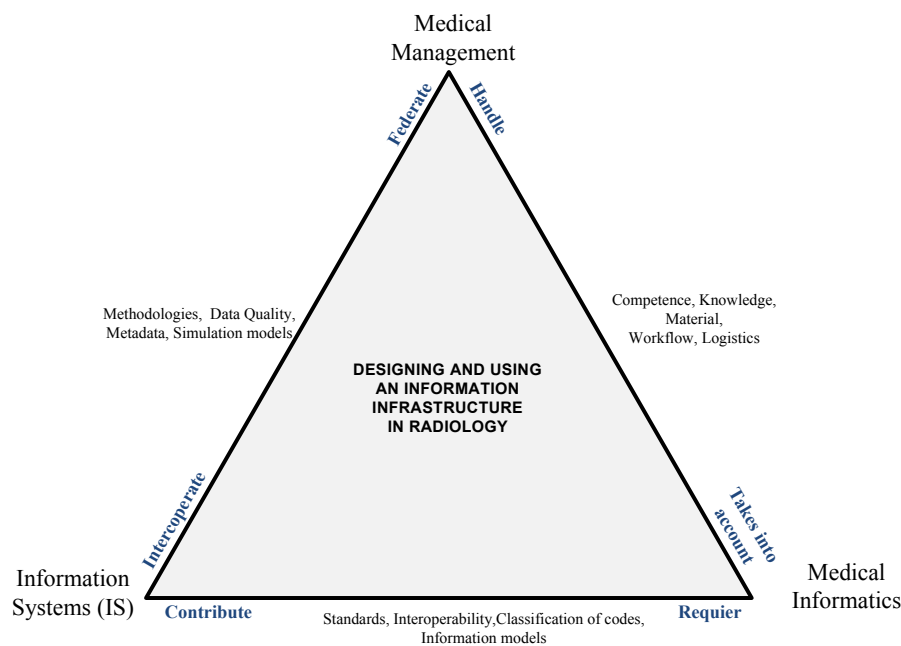 Medical
Management
Federate
Handle
Methodologies, Data Quality,
Metadata, Simulation models
Competence, Knowledge,
Material,
Workflow, Logistics
DESIGNING AND USING
AN INFORMATION
INFRASTRUCTURE
IN RADIOLOGY
Intercoperate
Takes into
account
Information
Systems (IS)
Medical
Informatics
Contribute
Requier
Standards, Interoperability,Classification of codes,
Information models